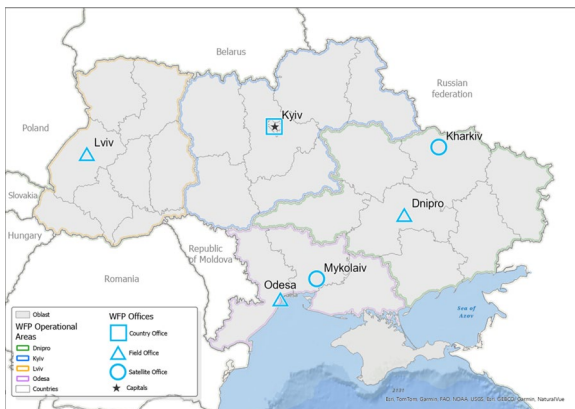 Belarus
Russian
federation
Kyiv
Kharkiv
Poland
Lviv
Slovakia
Dnipro
Hungary
Republic
of Moldova
Mykolaiv
Romania
Odesa
Sea of
Azov
Oblast
WFP Operational
Areas
Dnipro
Kyiv
Lviv
Odesa
Countries
WFP Offices
Country Office
Field Office
Satellite Office
Capitals
Esri, TomTom, Garmin, FAO, NOAA, USGS, Esri, GEBCO, Garmin, NaturalVue